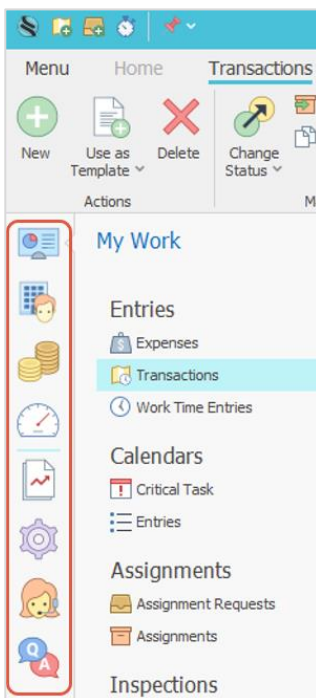 Menu Home Transactions
New Use as Template Delete Change Status
Actions M
My Work
Entries
Expenses
Transactions
Work Time Entries
Calendars
Critical Task
Entries
Assignments
Assignment Requests
Assignments
Inspections
Q A